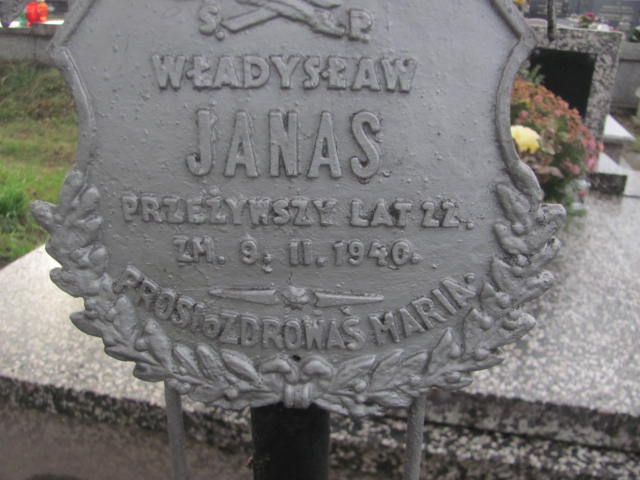 Ś. P.
WŁADYSŁAW
JANAS.
PRZEŻYWSZY LAT 22.
ZM. 9. II. 1940.
PROSI O ZDROWAŚ MARIA.